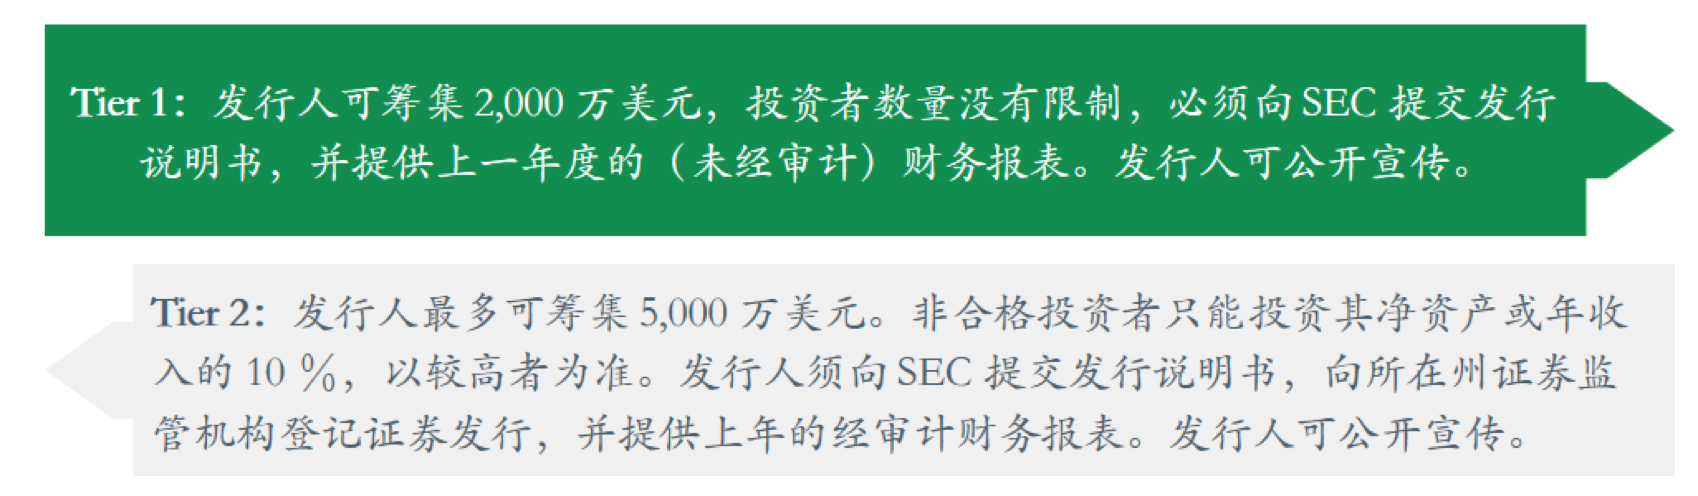 Tier 1：发行人可筹集 2,000 万美元，投资者数量没有限制，必须向 SEC 提交发行
说明书，并提供上一年度的（未经审计）财务报表。发行人可公开宣传。
Tier 2：发行人最多可筹集 5,000 万美元。非合格投资者只能投资其净资产或年收
入的 10 %，以较高者为准。发行人须向 SEC 提交发行说明书，向所在州证券监
管机构登记证券发行，并提供上年的经审计财务报表。发行人可公开宣传。